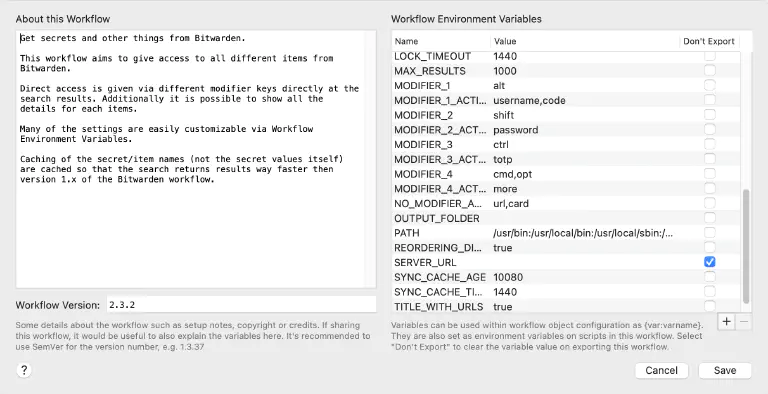 About this Workflow
Get secrets and other things from Bitwarden.
This workflow aims to give access to all different items from
Bitwarden.
Direct access is given via different modifier keys directly at the
search results. Additionally it is possible to show all the
details for each items.
Many of the settings are easily customizable via Workflow
Environment Variables.
Caching of the secret/item names (not the secret values itself)
are cached so that the search returns results way faster then
version 1.x of the Bitwarden workflow.
Workflow Version: 2.3.2
Some details about the workflow such as setup notes, copyright or credits. If sharing
this workflow, it would be useful to also explain the variables here. It's recommended to
use SemVer for the version number, e.g. 1.3.37
?
Workflow Environment Variables
Name Value Don't Export
LOCK_TIMEOUT 1440
MAX_RESULTS 1000
MODIFIER_1 alt
MODIFIER_1_ACTI... username,code
MODIFIER_2 shift
MODIFIER_2_ACT... password
MODIFIER_3 ctrl
MODIFIER_3_ACT... totp
MODIFIER_4 cmd,opt
MODIFIER_4_ACT... more
NO_MODIFIER_A... url,card
OUTPUT_FOLDER
PATH /usr/bin:/usr/local/bin:/usr/local/sbin:/...
REORDERING_DI... true
SERVER_URL
SYNC_CACHE_AGE 10080
SYNC_CACHE_TI... 1440
TITLE_WITH_URLS true
+ −
Variables can be used within workflow object configuration as {var:varname}.
They are also set as environment variables on scripts in this workflow. Select
"Don't Export" to clear the variable value on exporting this workflow.
Cancel Save